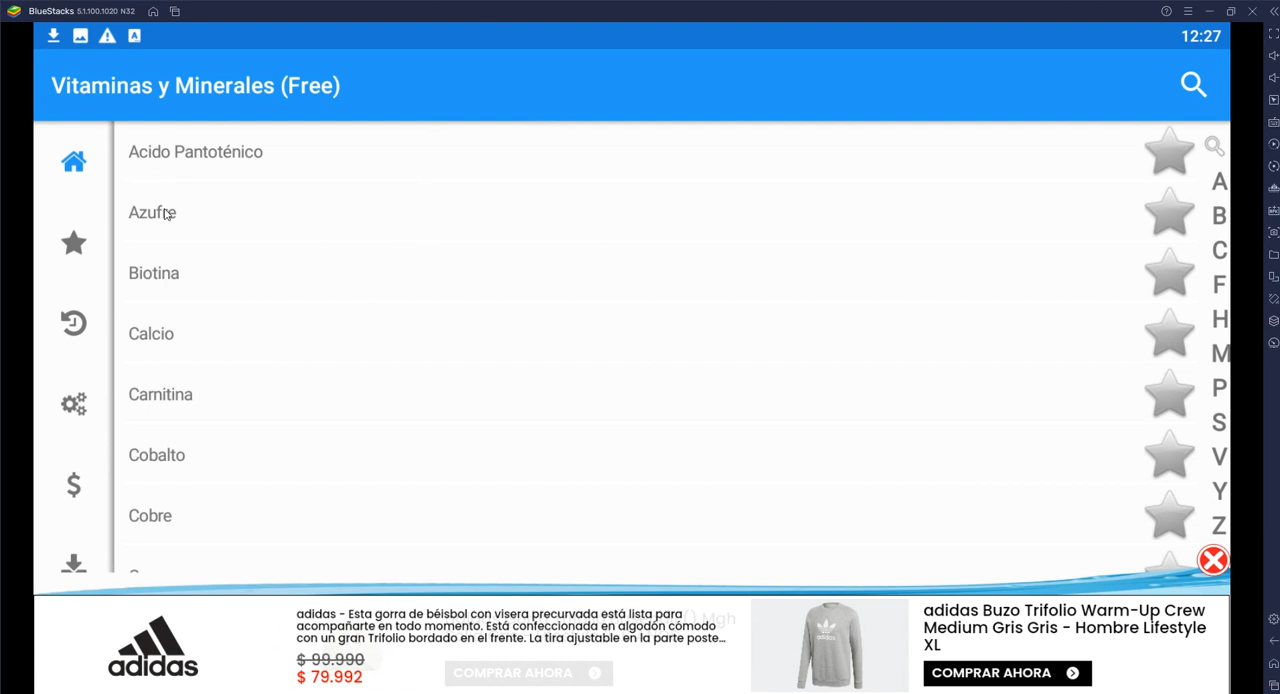 BlueStacks 5.1.100.1020 N32
12:27
Vitaminas y Minerales (Free)
Acido Pantoténico
Azufre
Biotina
Calcio
Carnitina
Cobalto
Cobre
A
B
C
F
H
M
P
S
V
Y
Z
adidas
adidas - Esta gorra de béisbol con visera precurvada está lista para
acompañarte en todo momento. Está confeccionada en algodón cómodo
con un gran Trifolio bordado en el frente. La tira ajustable en la parte poste...
$ 99.990
$ 79.992
COMPRAR AHORA
adidas Buzo Trifolio Warm-Up Crew
Medium Gris Gris - Hombre Lifestyle
XL
COMPRAR AHORA